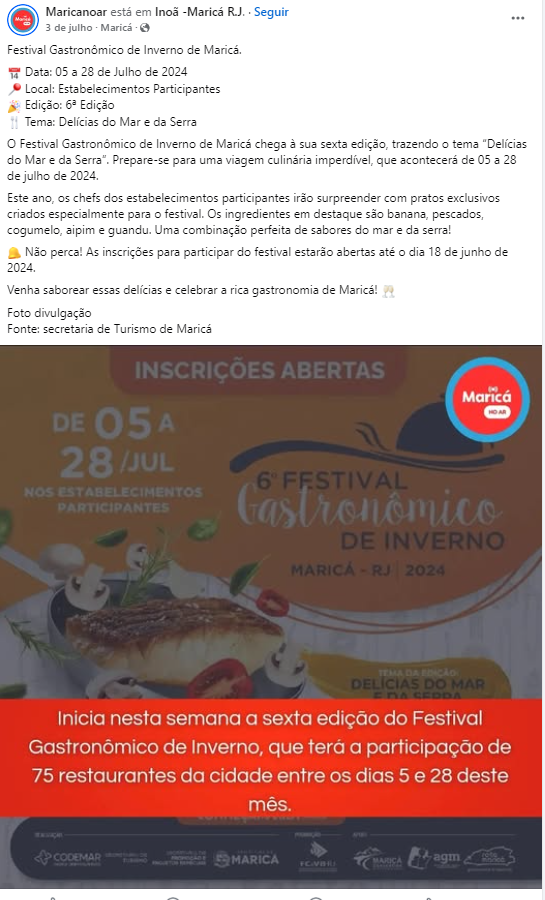 Maricanoar está em Inoã -Maricá R.J. · Seguir
3 de julho · Maricá ·
Festival Gastronômico de Inverno de Maricá.
Data: 05 a 28 de Julho de 2024
Local: Estabelecimentos Participantes
Edição: 6ª Edição
Tema: Delícias do Mar e da Serra
O Festival Gastronômico de Inverno de Maricá chega à sua sexta edição, trazendo o tema “Delícias
do Mar e da Serra”. Prepare-se para uma viagem culinária imperdível, que acontecerá de 05 a 28
de julho de 2024.
Este ano, os chefs dos estabelecimentos participantes irão surpreender com pratos exclusivos
criados especialmente para o festival. Os ingredientes em destaque são banana, pescados,
cogumelo, aipim e guandu. Uma combinação perfeita de sabores do mar e da serra!
Não perca! As inscrições para participar do festival estarão abertas até o dia 18 de junho de
2024.
Venha saborear essas delícias e celebrar a rica gastronomia de Maricá!
Foto divulgação
Fonte: secretaria de Turismo de Maricá
INSCRIÇÕES ABERTAS
Maricá
NO AR
DE 05 A
28/JUL
NOS ESTABELECIMENTOS
PARTICIPANTES
6º FESTIVAL
Gastronômico
DE INVERNO
MARICÁ - RJ | 2024
TEMA DA EDIÇÃO:
DELÍCIAS DO MAR
E DA SERRA
Inicia nesta semana a sexta edição do Festival
Gastronômico de Inverno, que terá a participação de
75 restaurantes da cidade entre os dias 5 e 28 deste
mês.
CODEMAR
MARICÁ
agm